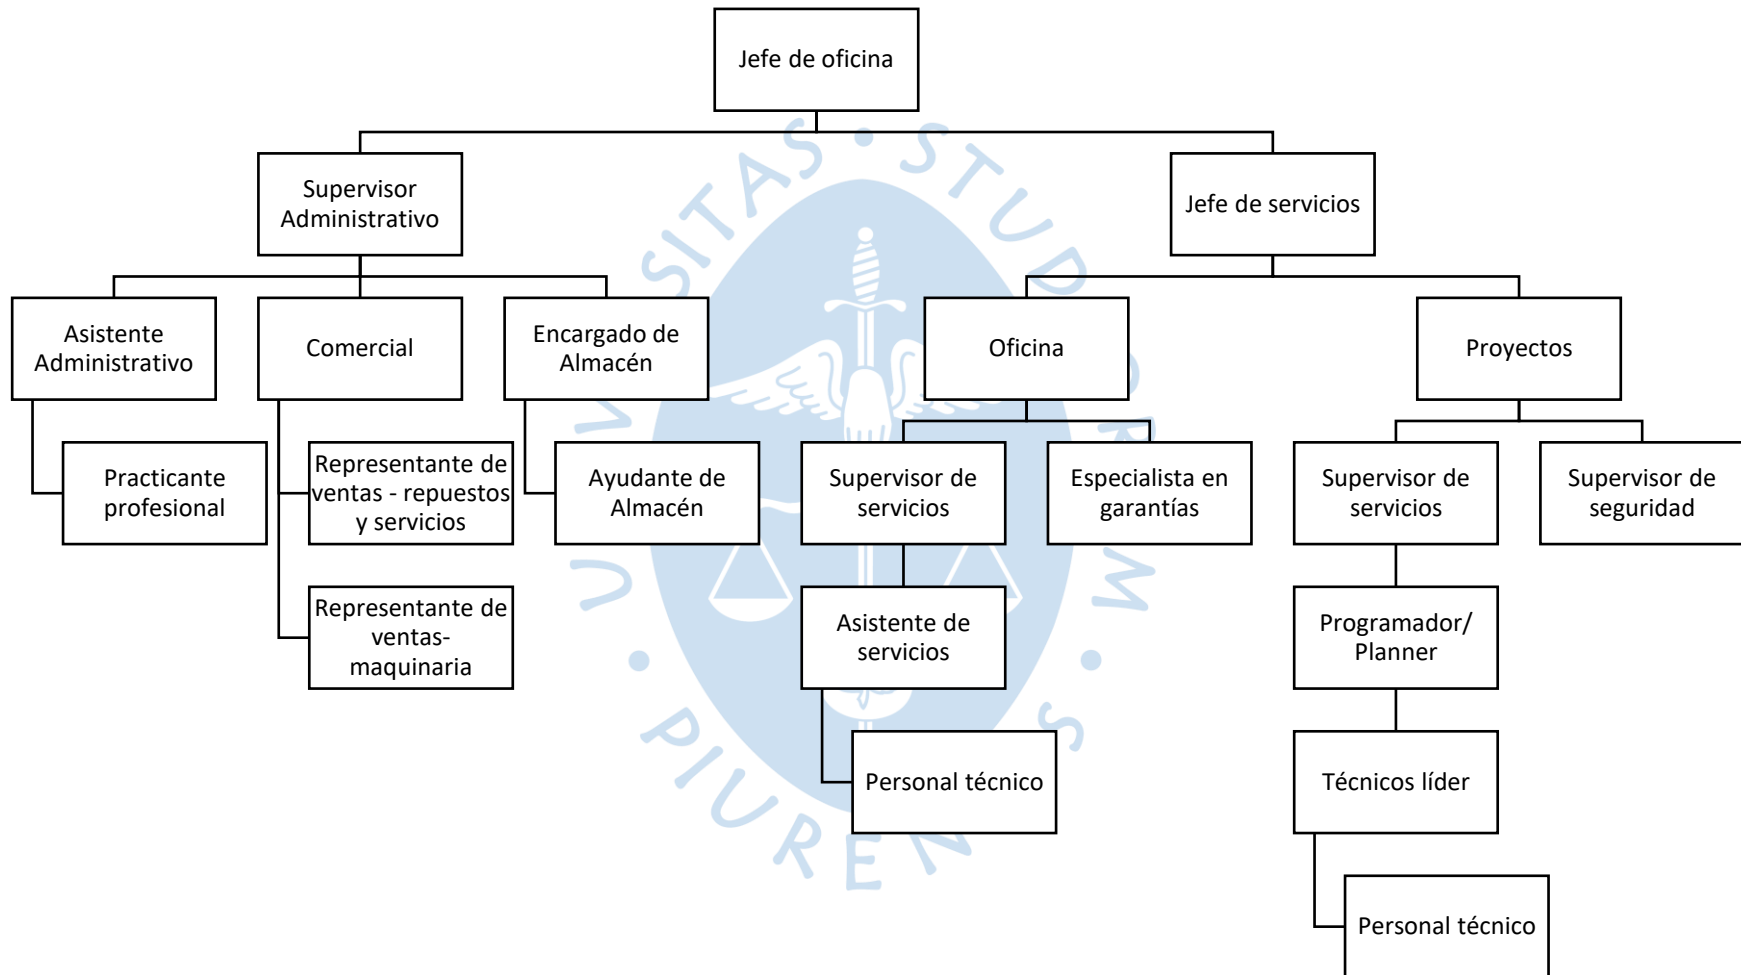 Jefe de oficina
Supervisor
Administrativo
Jefe de servicios
Asistente
Administrativo
Comercial
Encargado de
Almacén
Oficina
Proyectos
Practicante
profesional
Representante de
ventas - repuestos
y servicios
Ayudante de
Almacén
Supervisor de
servicios
Especialista en
garantías
Supervisor de
servicios
Supervisor de
seguridad
Representante de
ventas-
maquinaria
Asistente de
servicios
Programador/
Planner
Personal técnico
Técnicos líder
Personal técnico